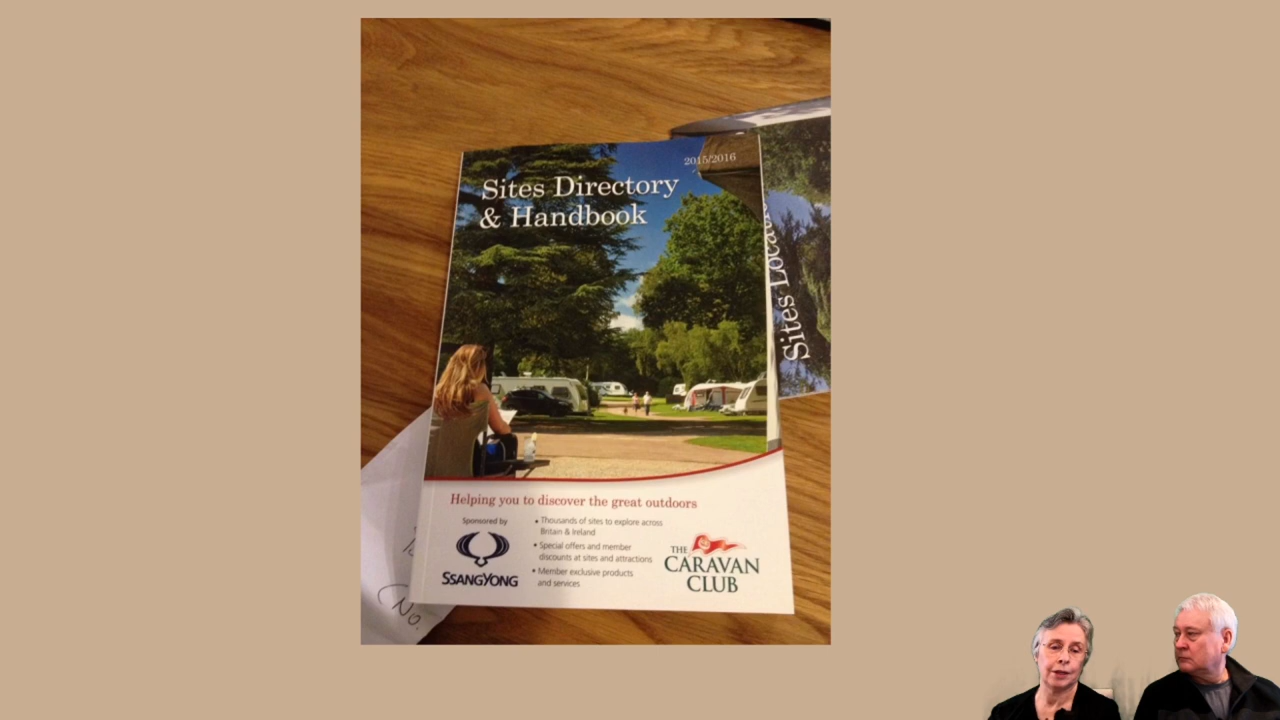 2015/2016
Sites Directory
& Handbook
Sites Locat
Helping you to discover the great outdoors
Sponsored by
SSANGYONG
• Thousands of sites to explore across
Britain & Ireland
• Special offers and member
discounts at sites and attractions
• Member exclusive products
and services
THE
CARAVAN
CLUB
(No.